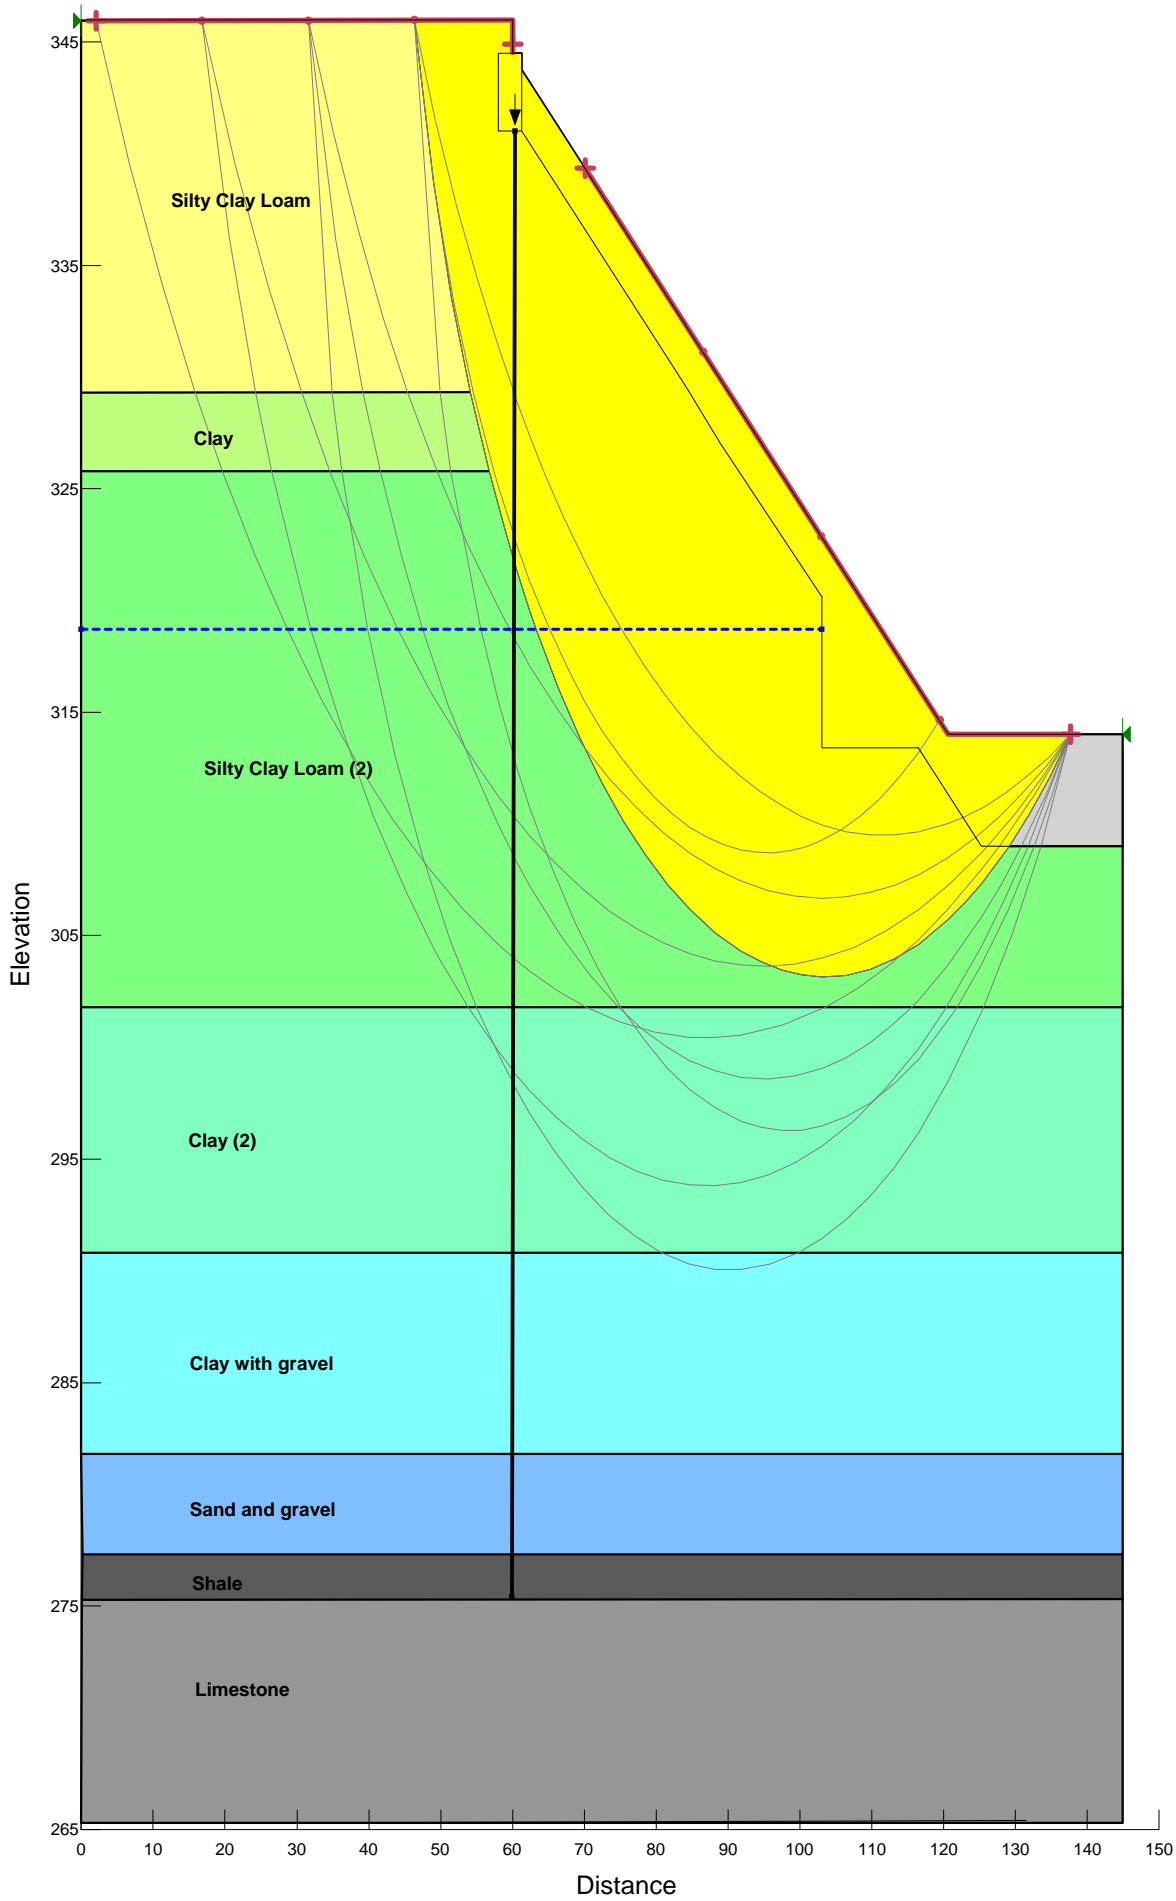 345
Silty Clay Loam
335
Clay
325
315
Silty Clay Loam (2)
Elevation
305
Clay (2)
295
Clay with gravel
285
Sand and gravel
Shale
275
Limestone
265
0 10 20 30 40 50 60 70 80 90 100 110 120 130 140 150
Distance